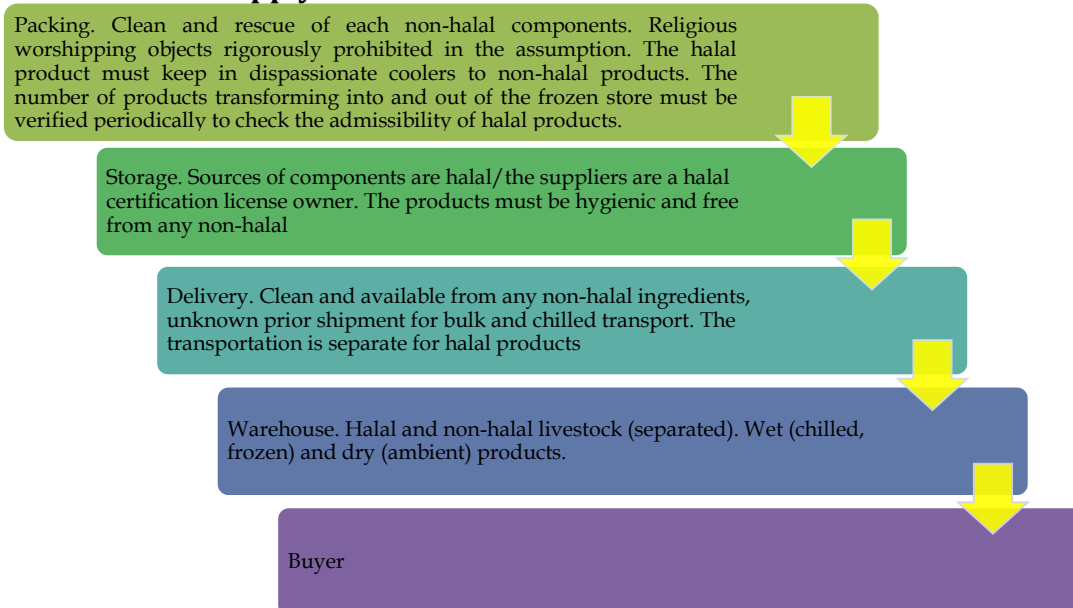 Packing. Clean and rescue of each non-halal components. Religious
worshipping objects rigorously prohibited in the assumption. The halal
product must keep in dispassionate coolers to non-halal products. The
number of products transforming into and out of the frozen store must be
verified periodically to check the admissibility of halal products.
Storage. Sources of components are halal/the suppliers are a halal
certification license owner. The products must be hygienic and free
from any non-halal
Delivery. Clean and available from any non-halal ingredients,
unknown prior shipment for bulk and chilled transport. The
transportation is separate for halal products
Warehouse. Halal and non-halal livestock (separated). Wet (chilled,
frozen) and dry (ambient) products.
Buyer